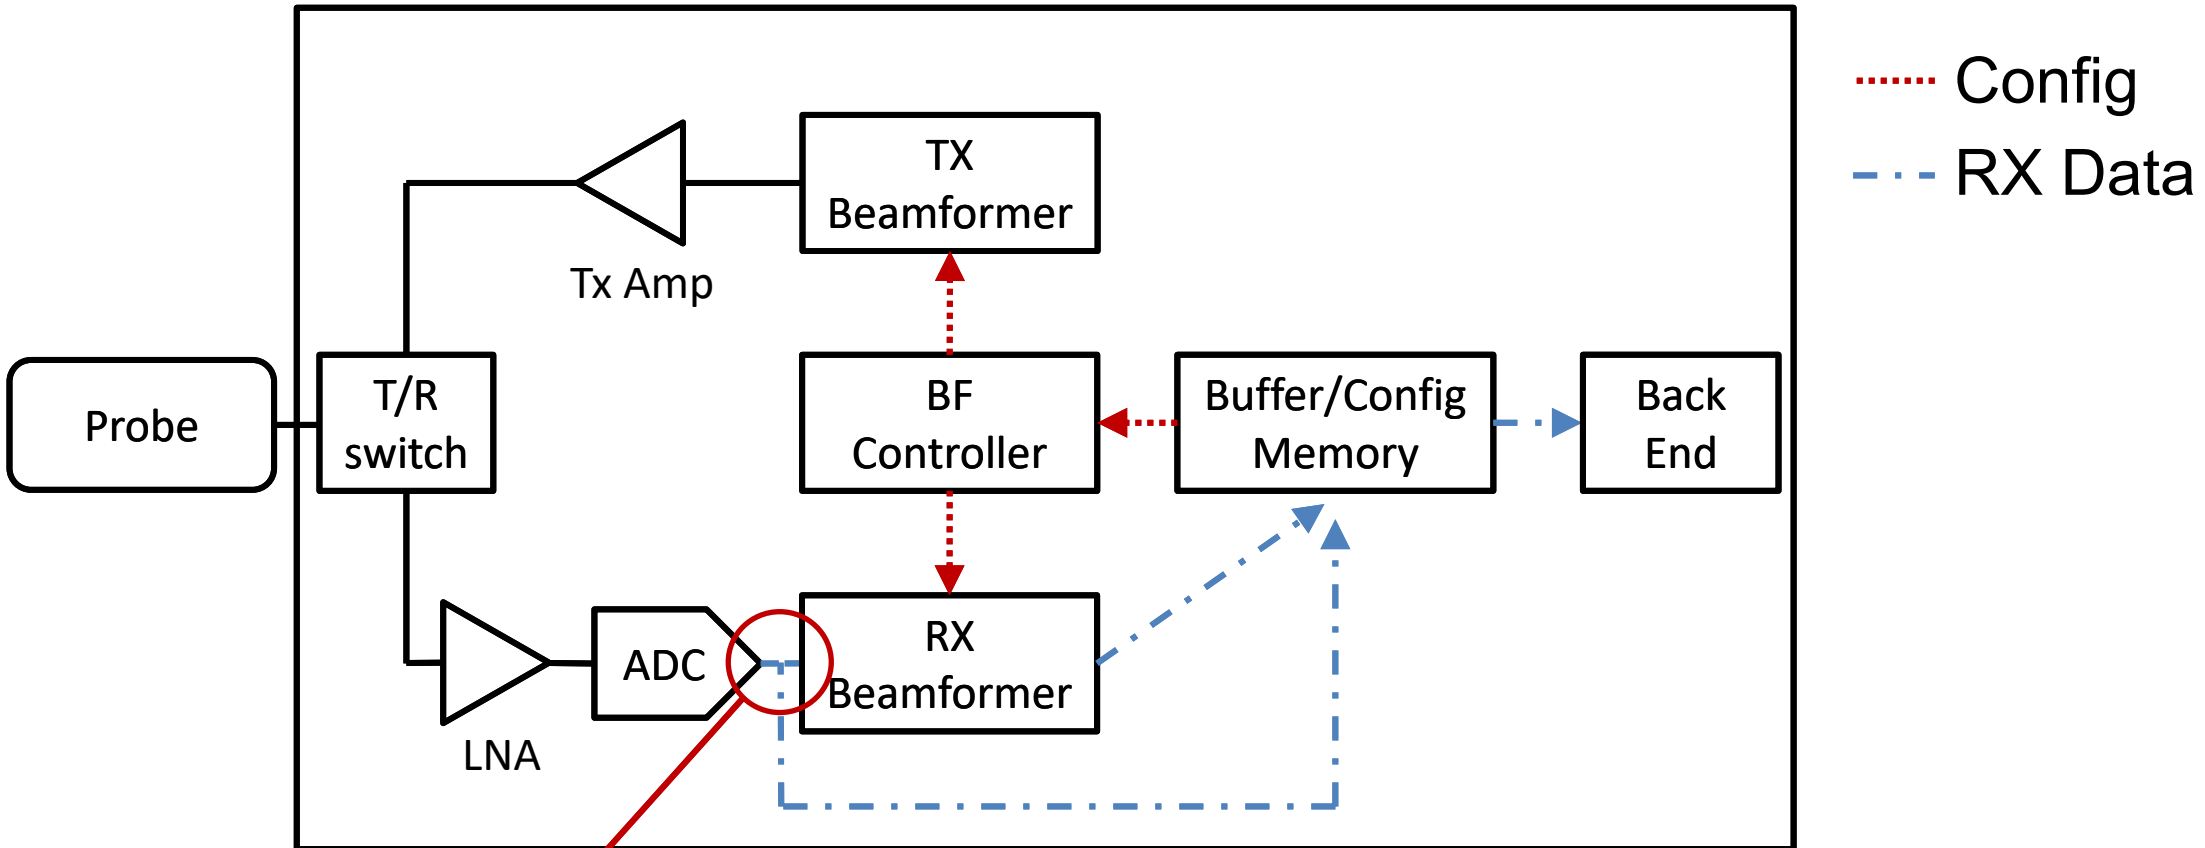 Config
RX Data
TX
Beamformer
Tx Amp
Probe
T/R
switch
BF
Controller
Buffer/Config
Memory
Back
End
LNA
ADC
RX
Beamformer